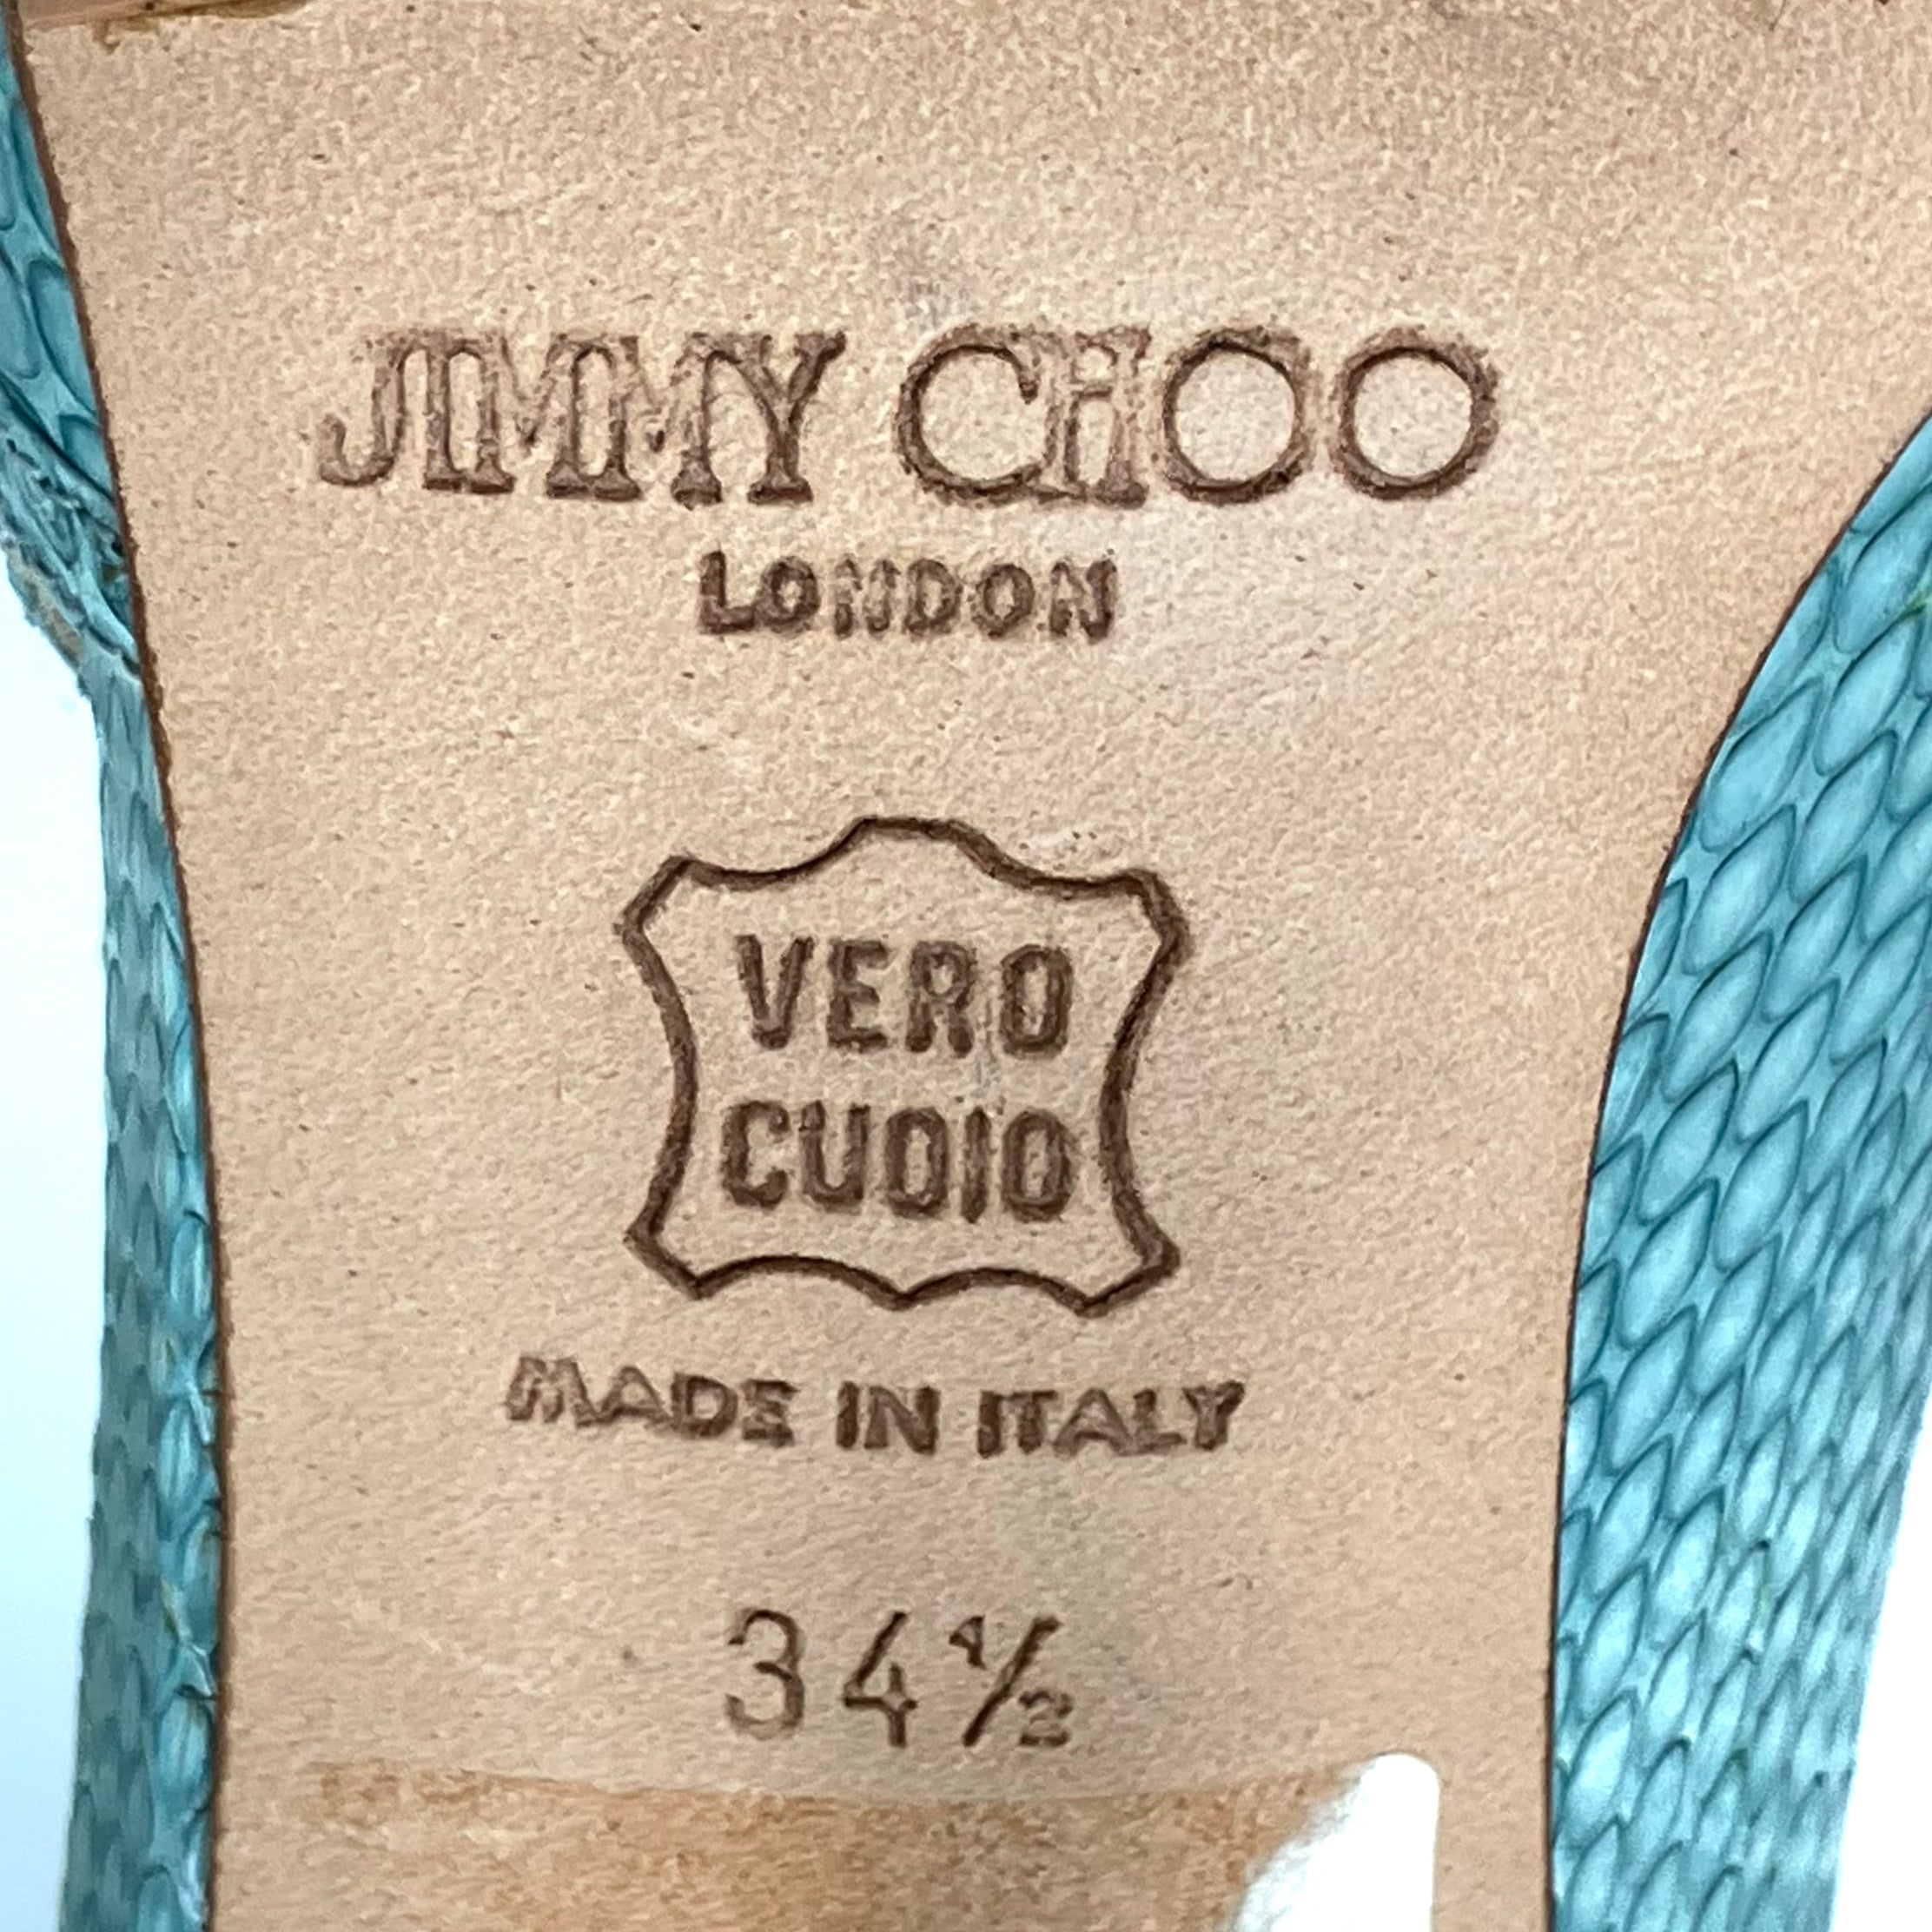 JIMMY CHOO
LONDON
VERO
CUOIO
MADE IN ITALY
34½